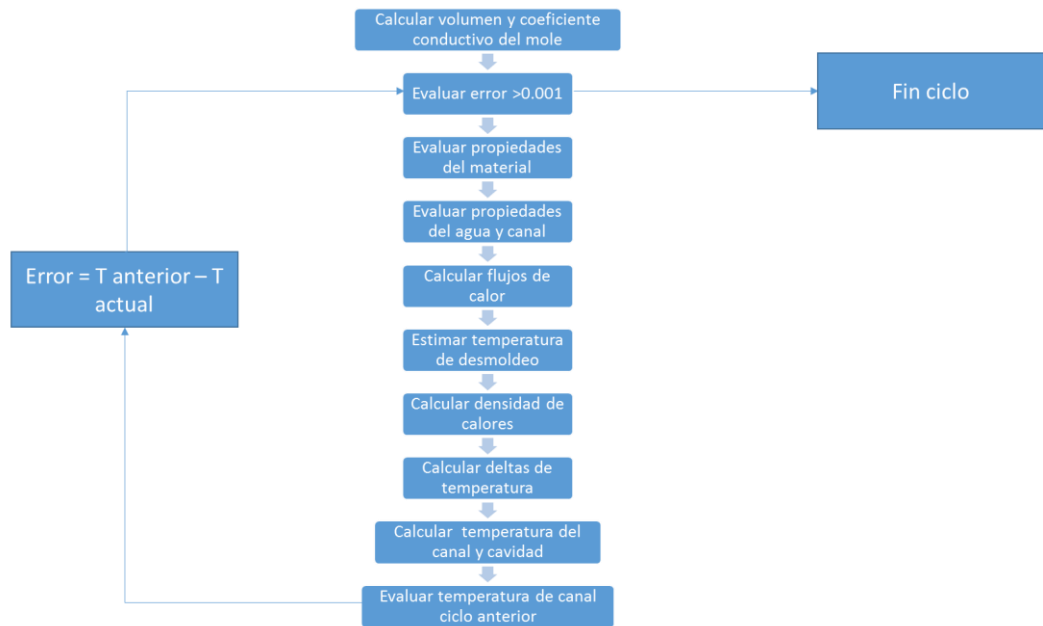 Calcular volumen y coeficiente
conductivo del mole
Evaluar error >0.001
Fin ciclo
Evaluar propiedades
del material
Evaluar propiedades
del agua y canal
Error = T anterior – T
actual
Calcular flujos de
calor
Estimar temperatura
de desmoldeo
Calcular densidad de
calores
Calcular deltas de
temperatura
Calcular  temperatura del
canal y cavidad
Evaluar temperatura de canal
ciclo anterior